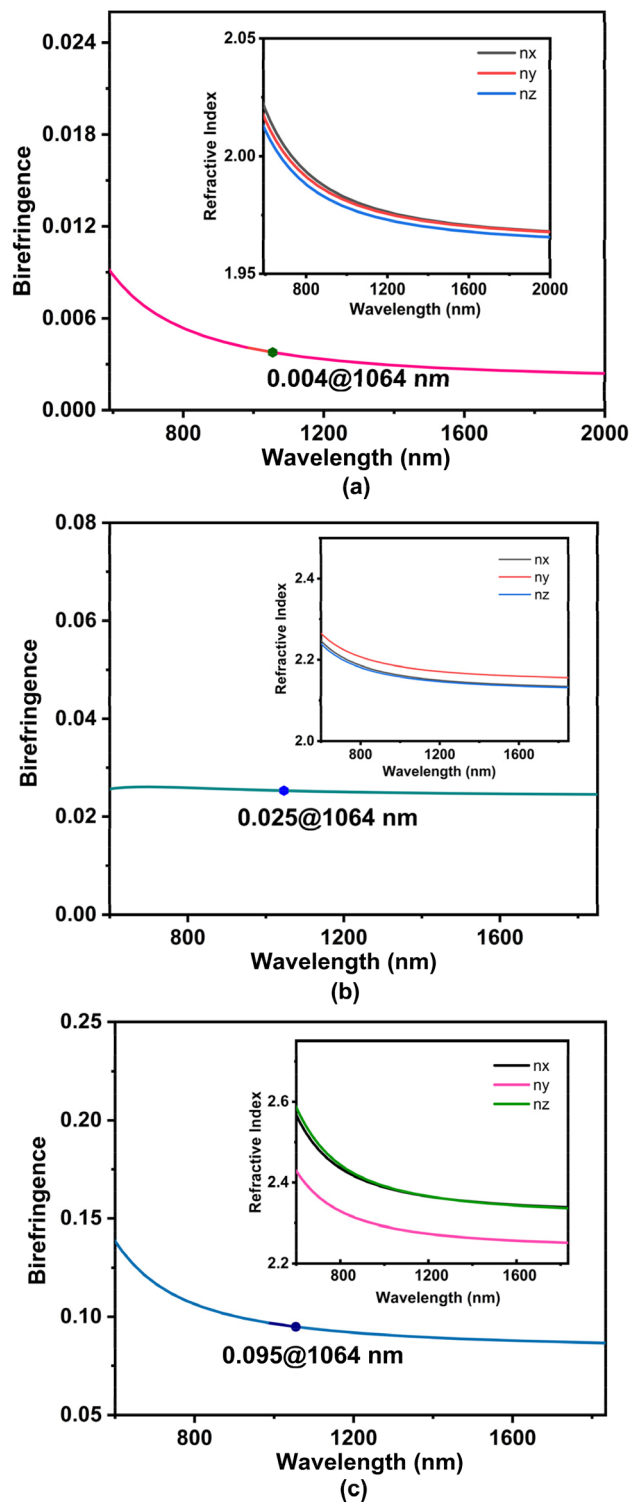 0.024
0.018
0.012
0.006
0.000
Birefringence
800
1200
1600
2000
Wavelength (nm)
0.004@1064 nm
2.05
2.00
1.95
Refractive Index
800
1200
1600
2000
Wavelength (nm)
nx
ny
nz
(a)
0.08
0.06
0.04
0.02
0.00
Birefringence
800
1200
1600
Wavelength (nm)
0.025@1064 nm
2.4
2.2
2.0
Refractive Index
800
1200
1600
Wavelength (nm)
nx
ny
nz
(b)
0.25
0.20
0.15
0.10
0.05
Birefringence
800
1200
1600
Wavelength (nm)
0.095@1064 nm
2.6
2.4
2.2
Refractive Index
800
1200
1600
Wavelength (nm)
nx
ny
nz
(c)